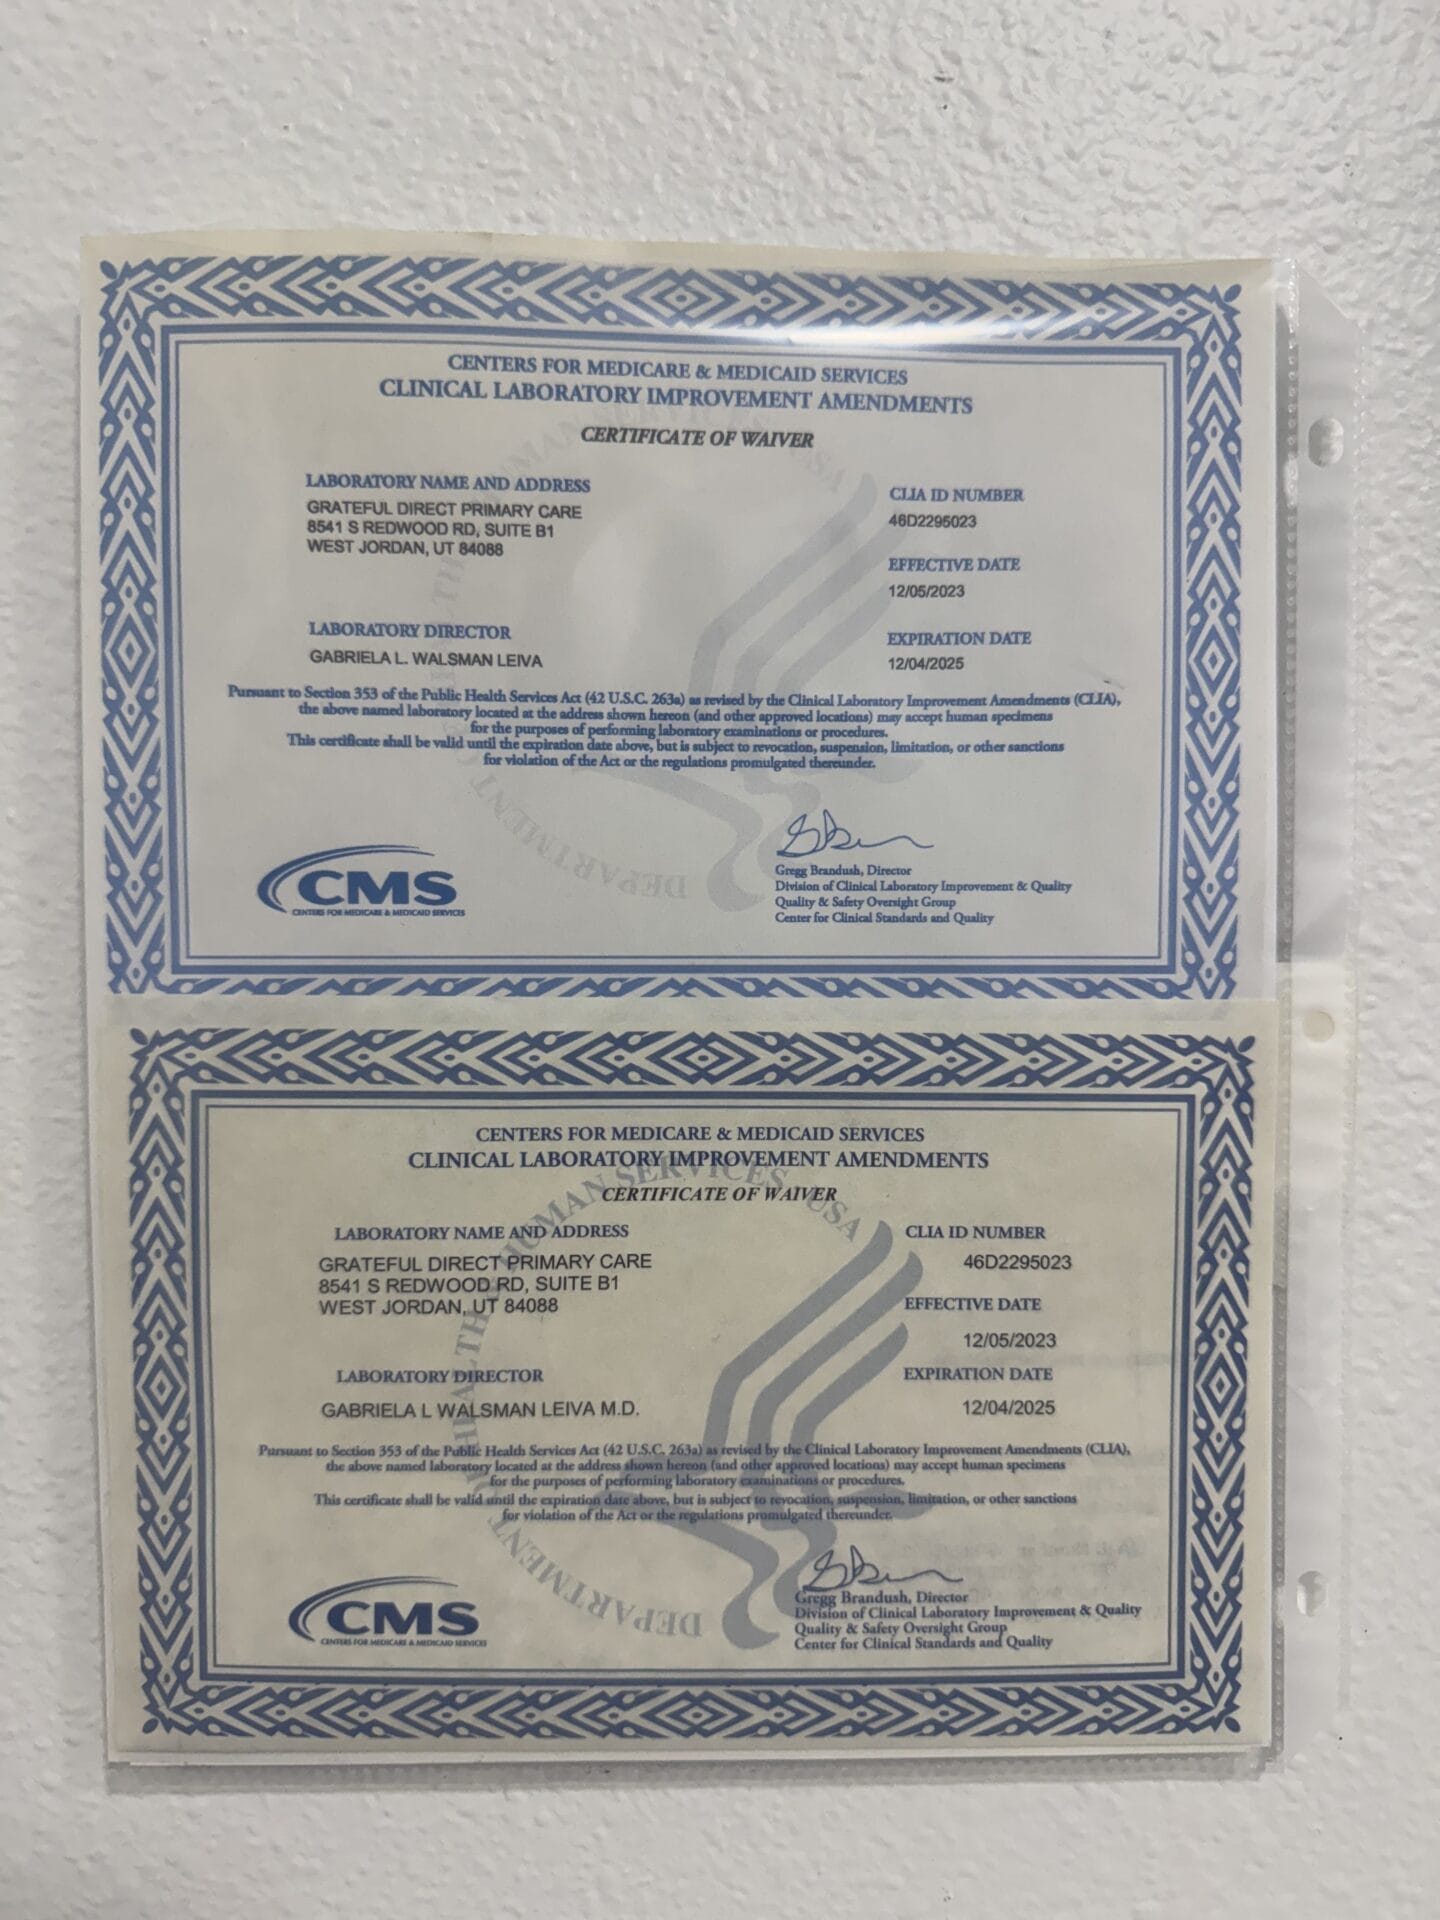 CENTERS FOR MEDICARE & MEDICAID SERVICES
CLINICAL LABORATORY IMPROVEMENT AMENDMENTS
CERTIFICATE OF WAIVER
LABORATORY NAME AND ADDRESS
GRATEFUL DIRECT PRIMARY CARE
8541 S REDWOOD RD, SUITE B1
WEST JORDAN, UT 84088
CLIA ID NUMBER
46D2295023
EFFECTIVE DATE
12/05/2023
LABORATORY DIRECTOR
GABRIELA L. WALSMAN LEIVA
EXPIRATION DATE
12/04/2025
Pursuant to Section 353 of the Public Health Services Act (42 U.S.C. 263a) as revised by the Clinical Laboratory Improvement Amendments (CLIA),
the above named laboratory located at the address shown hereon (and other approved locations) may accept human specimens
for the purposes of performing laboratory examinations or procedures.
This certificate shall be valid until the expiration date above, but is subject to revocation, suspension, limitation, or other sanctions
for violation of the Act or the regulations promulgated thereunder.
CMS
CENTERS FOR MEDICARE & MEDICAID SERVICES
Gregg Brandush, Director
Division of Clinical Laboratory Improvement & Quality
Quality & Safety Oversight Group
Center for Clinical Standards and Quality
DEPARTMENT HUMAN SERVICES USA
CENTERS FOR MEDICARE & MEDICAID SERVICES
CLINICAL LABORATORY IMPROVEMENT AMENDMENTS
CERTIFICATE OF WAIVER
LABORATORY NAME AND ADDRESS
GRATEFUL DIRECT PRIMARY CARE
8541 S REDWOOD RD, SUITE B1
WEST JORDAN, UT 84088
CLIA ID NUMBER
46D2295023
EFFECTIVE DATE
12/05/2023
LABORATORY DIRECTOR
GABRIELA L WALSMAN LEIVA M.D.
EXPIRATION DATE
12/04/2025
Pursuant to Section 353 of the Public Health Services Act (42 U.S.C. 263a) as revised by the Clinical Laboratory Improvement Amendments (CLIA),
the above named laboratory located at the address shown hereon (and other approved locations) may accept human specimens
for the purposes of performing laboratory examinations or procedures.
This certificate shall be valid until the expiration date above, but is subject to revocation, suspension, limitation, or other sanctions
for violation of the Act or the regulations promulgated thereunder.
CMS
CENTERS FOR MEDICARE & MEDICAID SERVICES
Gregg Brandush, Director
Division of Clinical Laboratory Improvement & Quality
Quality & Safety Oversight Group
Center for Clinical Standards and Quality
DEPARTMENT HEALTH & HUMAN SERVICES USA